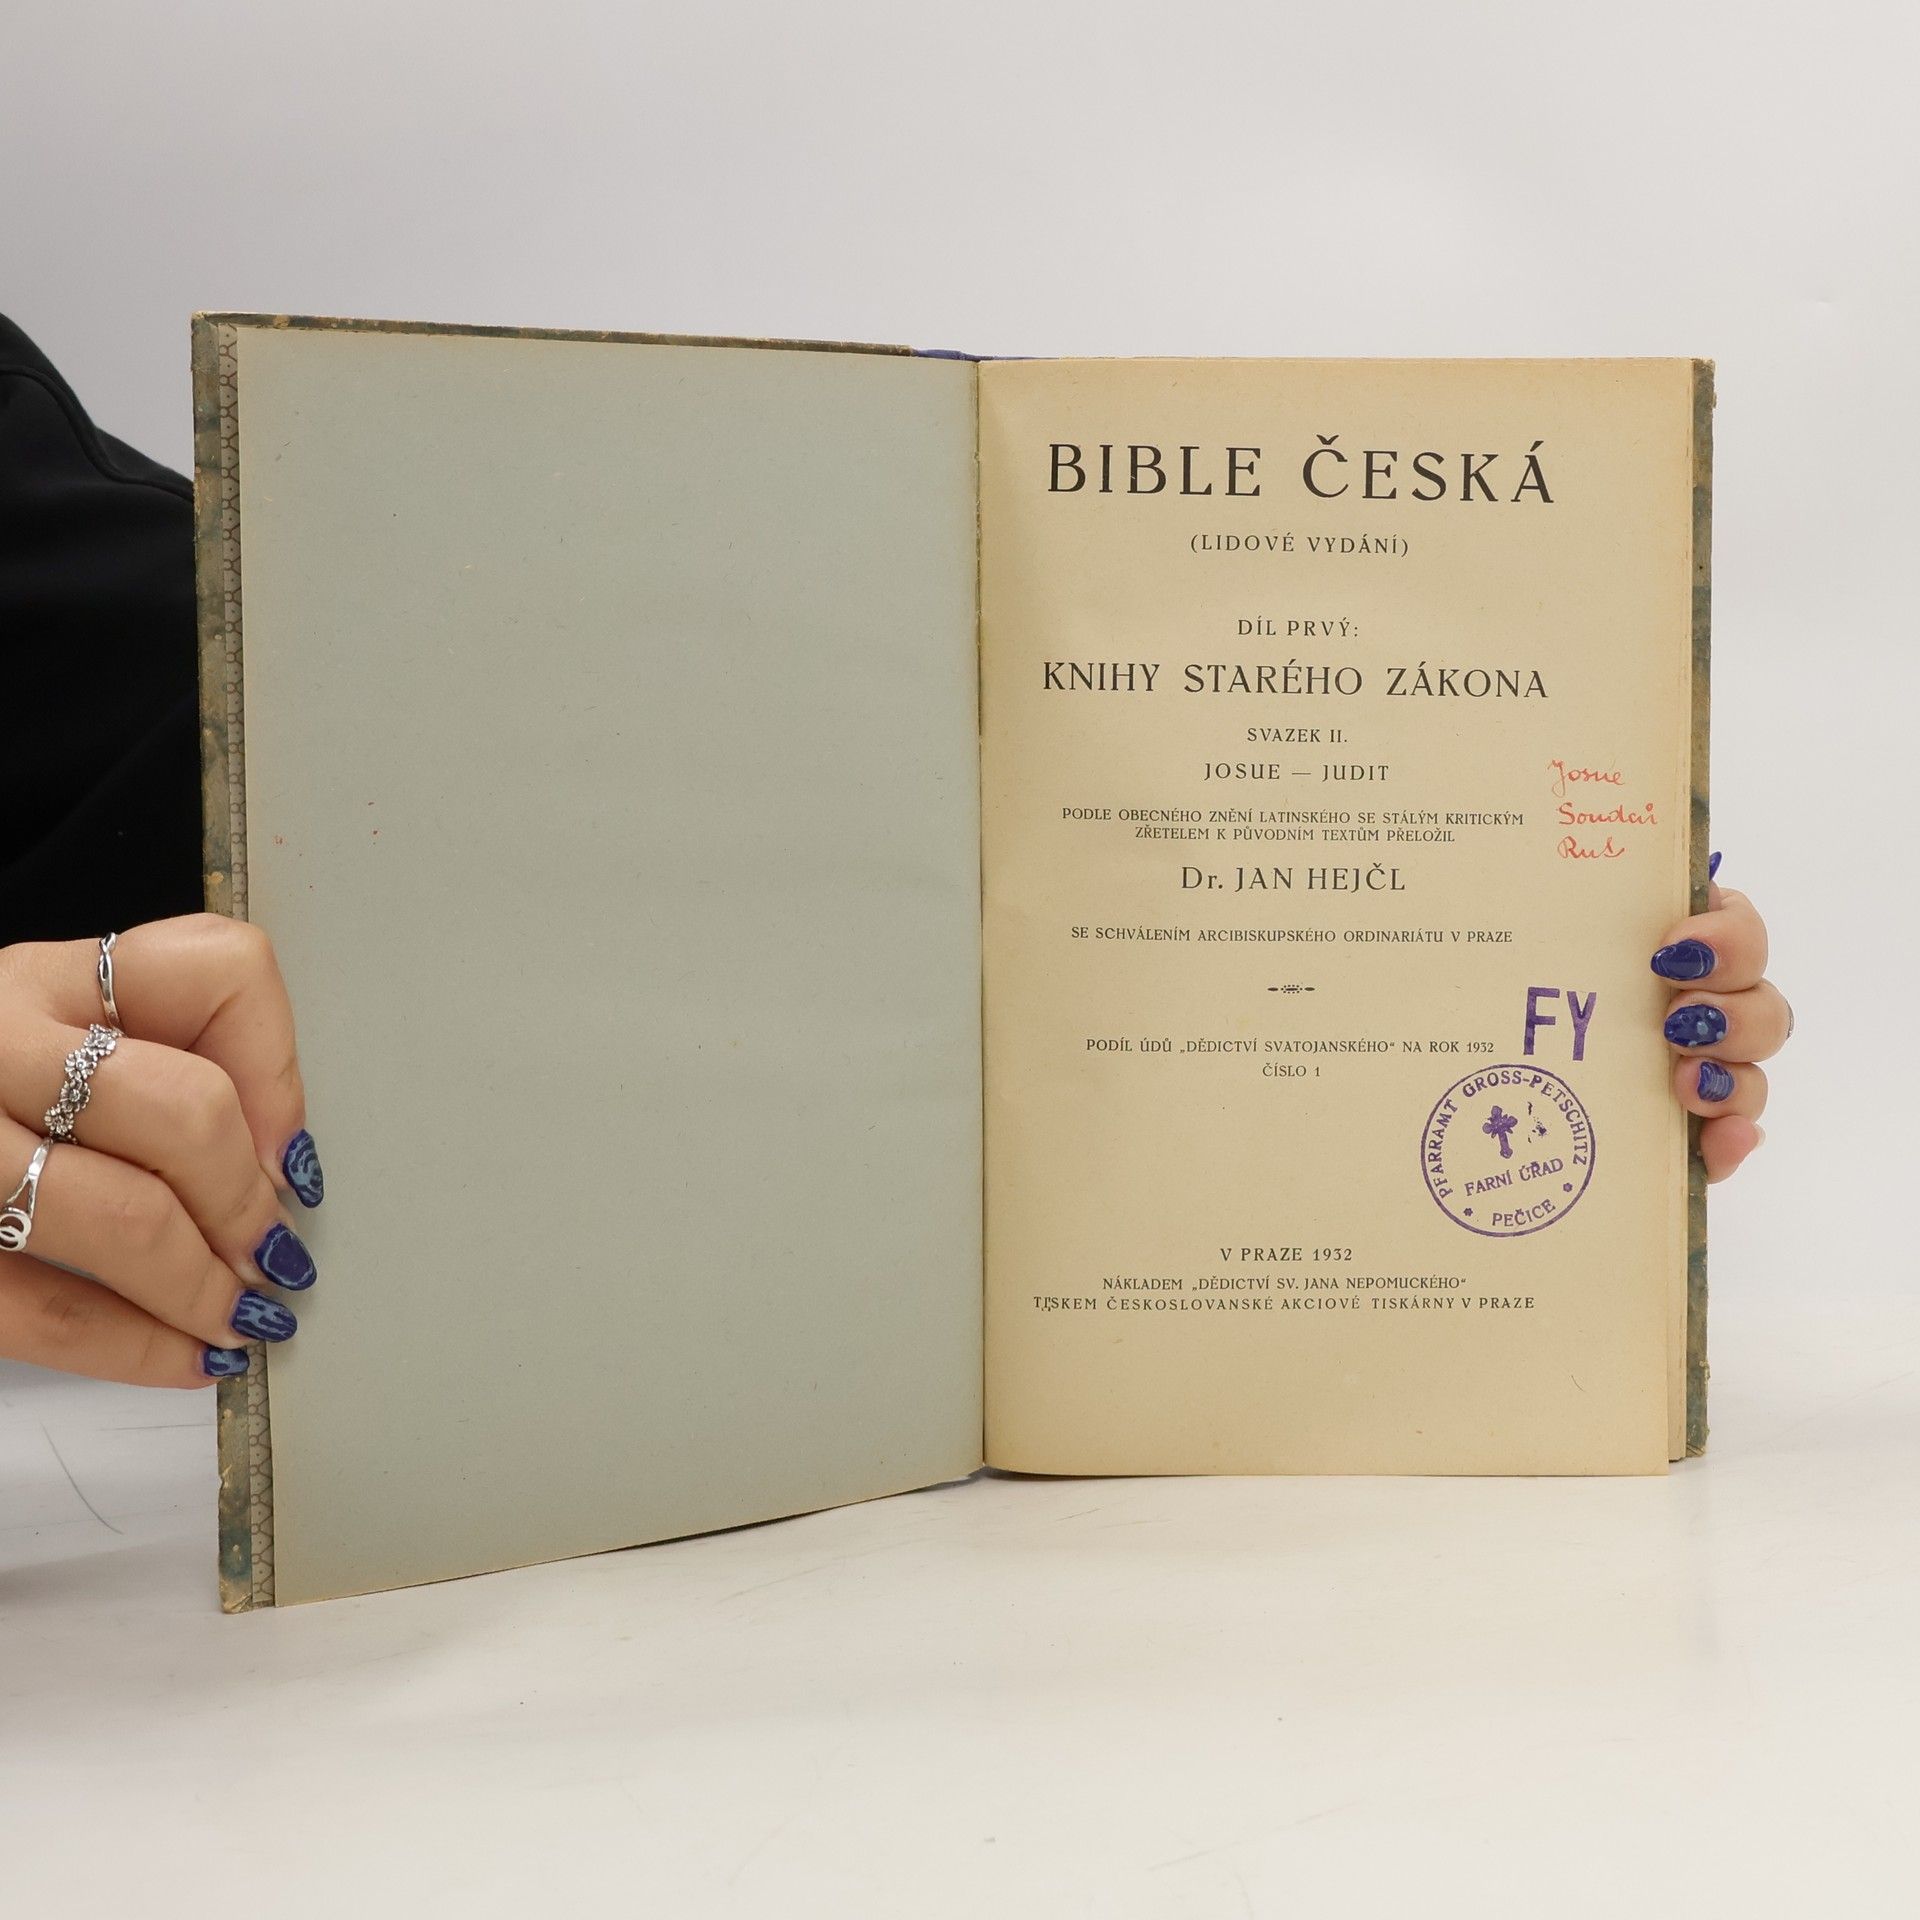 BIBLE ČESKÁ
(LIDOVÉ VYDÁNÍ)
DÍL PRVÝ:
KNIHY STARÉHO ZÁKONA
SVAZEK II.
JOSUE — JUDIT
PODLE OBECNÉHO ZNĚNÍ LATINSKÉHO SE STÁLÝM KRITICKÝM
ZŘETELEM K PŮVODNÍM TEXTŮM PŘELOŽIL
Dr. JAN HEJČL
SE SCHVÁLENÍM ARCIBISKUPSKÉHO ORDINARIÁTU V PRAZE
Josue
Soudců
Rut
PODÍL ÚDŮ „DĚDICTVÍ SVATOJANSKÉHO“ NA ROK 1932
ČÍSLO 1
FY
PFARRAMT GROSS-PETSCHITZ
FARNÍ ÚŘAD
PEČICE
V PRAZE 1932
NÁKLADEM „DĚDICTVÍ SV. JANA NEPOMUCKÉHO“
TISKEM ČESKOSLOVANSKÉ AKCIOVÉ TISKÁRNY V PRAZE